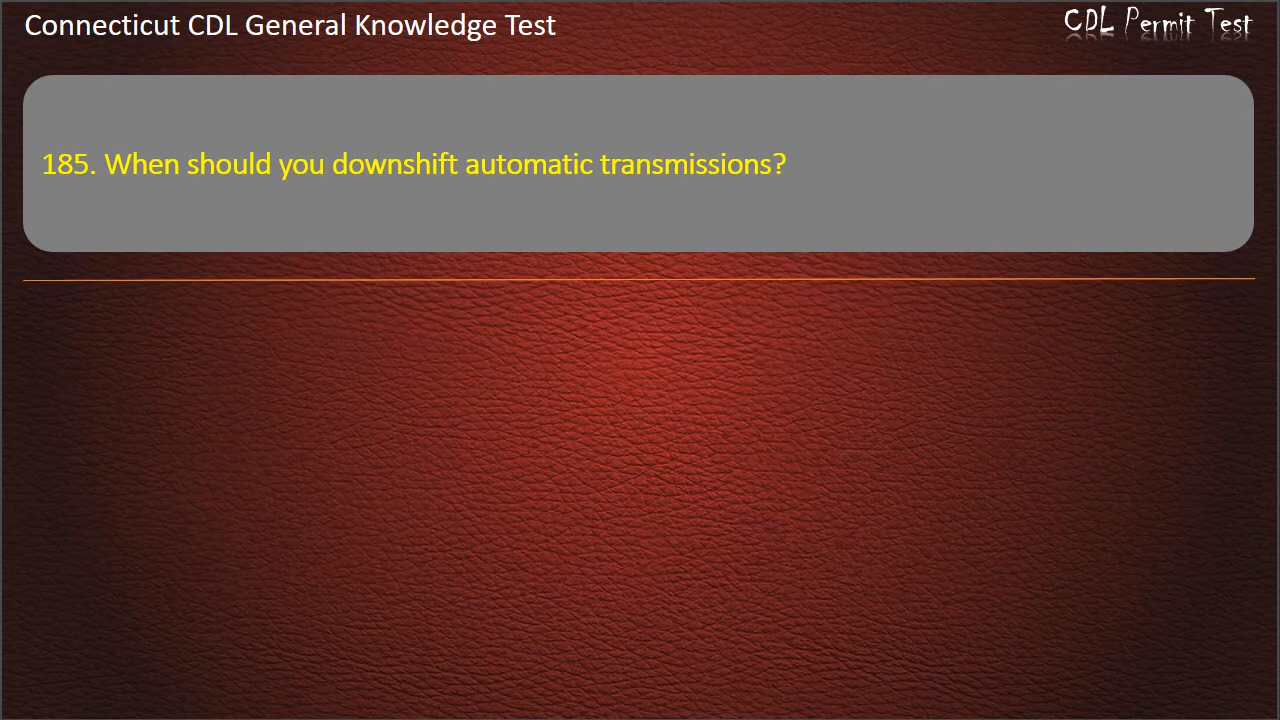 Connecticut CDL General Knowledge Test
CDL Permit Test
185. When should you downshift automatic transmissions?